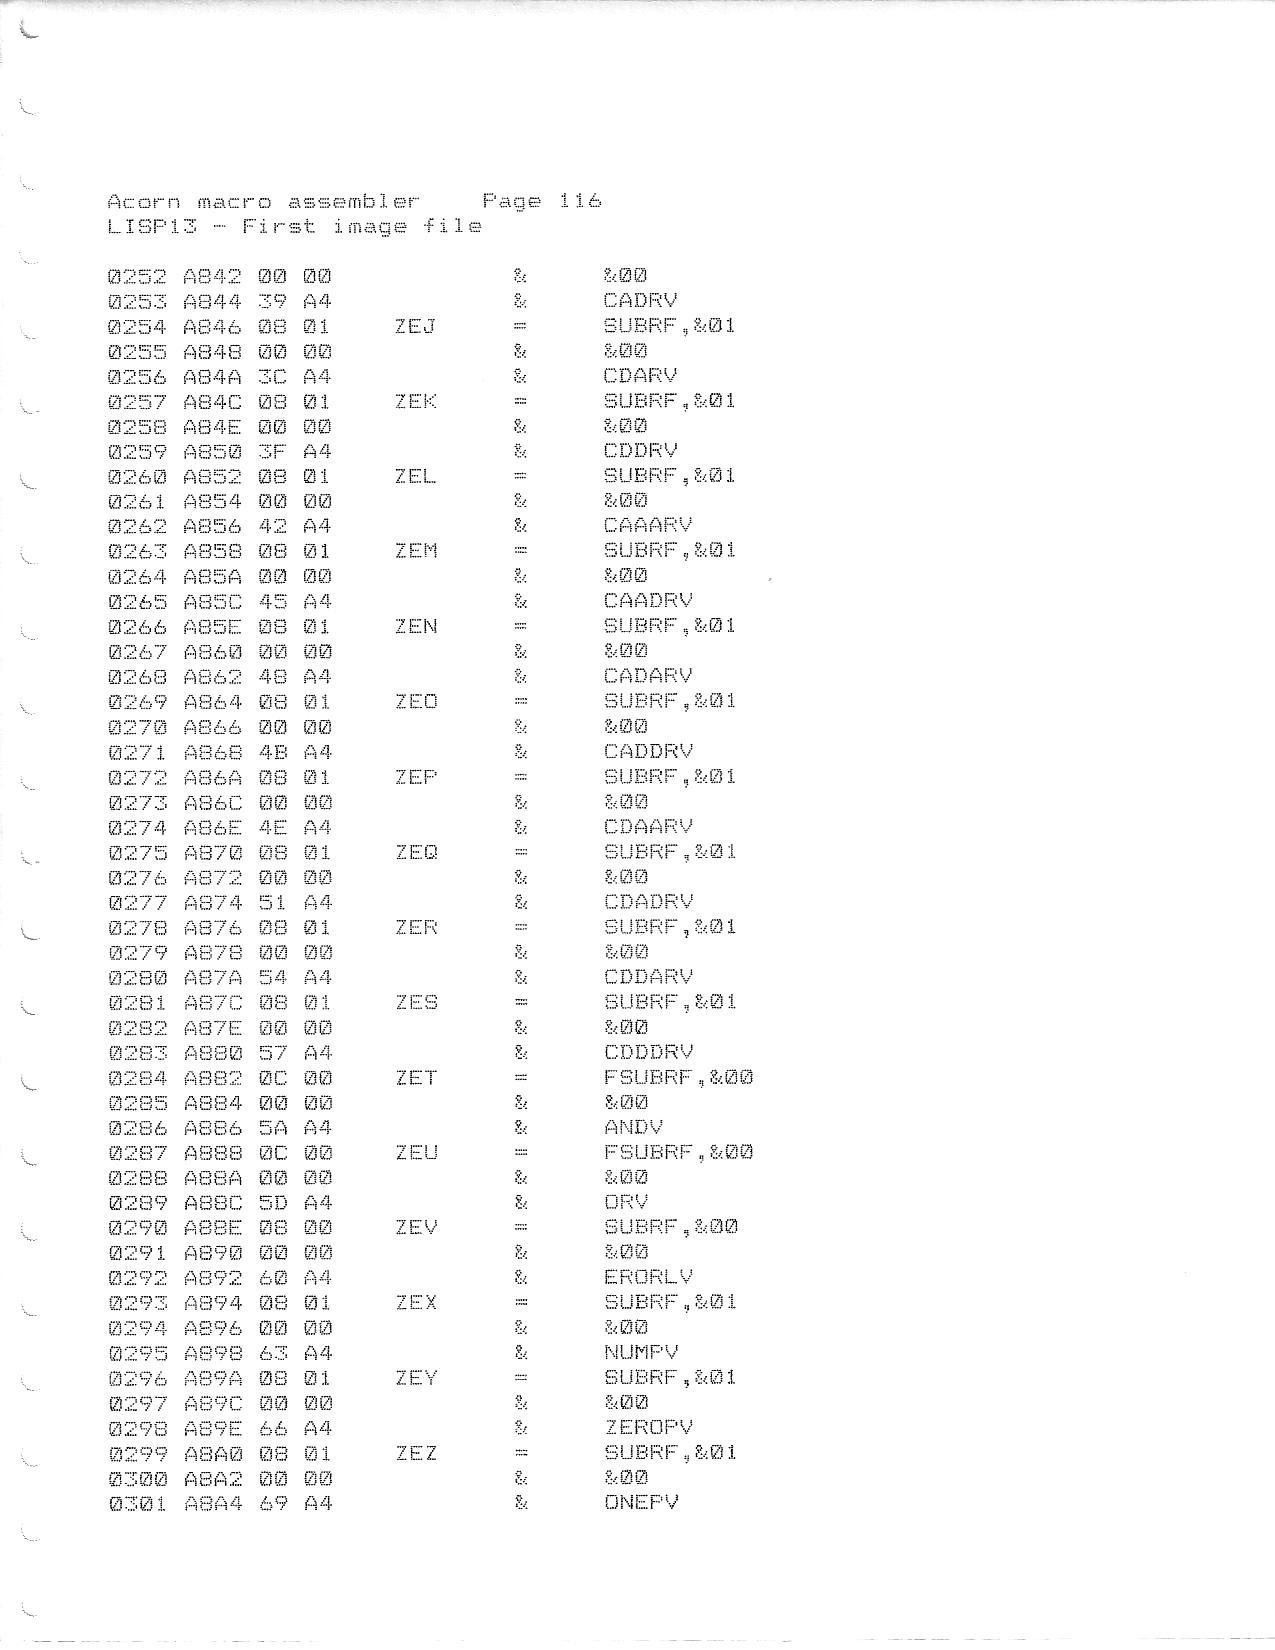 Acorn macro assembler    Page 116
LISP13 - First image file
0252 A842 00 00 & &00
0253 A844 39 A4 & CADRV
0254 A846 08 01 ZEJ = SUBRF,&01
0255 A848 00 00 & &00
0256 A84A 3C A4 & CDARV
0257 A84C 08 01 ZEK = SUBRF,&01
0258 A84E 00 00 & &00
0259 A850 3F A4 & CDDRV
0260 A852 08 01 ZEL = SUBRF,&01
0261 A854 00 00 & &00
0262 A856 42 A4 & CAAARV
0263 A858 08 01 ZEM = SUBRF,&01
0264 A85A 00 00 & &00
0265 A85C 45 A4 & CAADRV
0266 A85E 08 01 ZEN = SUBRF,&01
0267 A860 00 00 & &00
0268 A862 48 A4 & CADARV
0269 A864 08 01 ZEO = SUBRF,&01
0270 A866 00 00 & &00
0271 A868 4B A4 & CADDRV
0272 A86A 08 01 ZEP = SUBRF,&01
0273 A86C 00 00 & &00
0274 A86E 4E A4 & CDAARV
0275 A870 08 01 ZEQ = SUBRF,&01
0276 A872 00 00 & &00
0277 A874 51 A4 & CDADRV
0278 A876 08 01 ZER = SUBRF,&01
0279 A878 00 00 & &00
0280 A87A 54 A4 & CDDARV
0281 A87C 08 01 ZES = SUBRF,&01
0282 A87E 00 00 & &00
0283 A880 57 A4 & CDDDRV
0284 A882 0C 00 ZET = FSUBRF,&00
0285 A884 00 00 & &00
0286 A886 5A A4 & ANDV
0287 A888 0C 00 ZEU = FSUBRF,&00
0288 A88A 00 00 & &00
0289 A88C 5D A4 & ORV
0290 A88E 08 00 ZEV = SUBRF,&00
0291 A890 00 00 & &00
0292 A892 60 A4 & ERORLV
0293 A894 08 01 ZEX = SUBRF,&01
0294 A896 00 00 & &00
0295 A898 63 A4 & NUMPV
0296 A89A 08 01 ZEY = SUBRF,&01
0297 A89C 00 00 & &00
0298 A89E 66 A4 & ZEROPV
0299 A8A0 08 01 ZEZ = SUBRF,&01
0300 A8A2 00 00 & &00
0301 A8A4 69 A4 & ONEPV